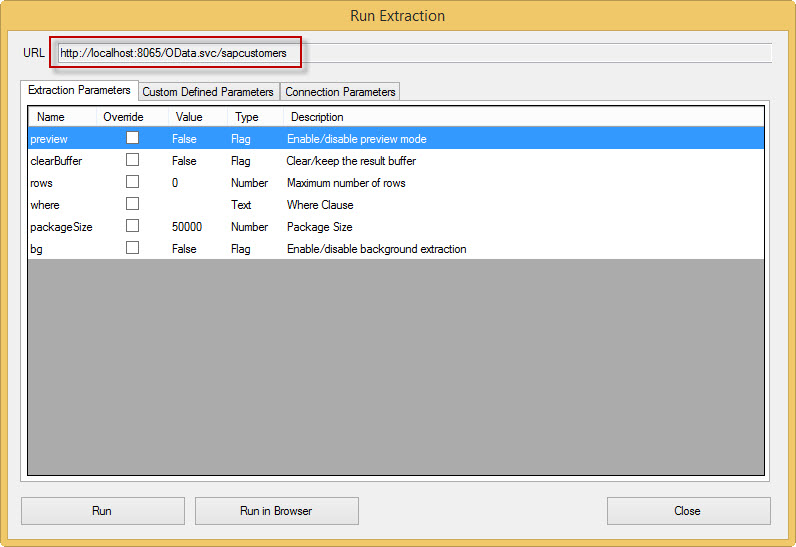 Run Extraction
URL http://localhost:8065/OData.svc/sapcustomers
Extraction Parameters Custom Defined Parameters Connection Parameters
Name Override Value Type Description
preview False Flag Enable/disable preview mode
clearBuffer False Flag Clear/keep the result buffer
rows 0 Number Maximum number of rows
where Text Where Clause
packageSize 50000 Number Package Size
bg False Flag Enable/disable background extraction
Run Run in Browser Close